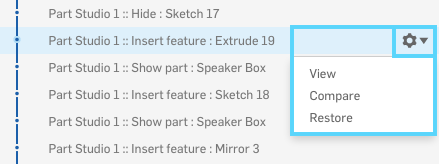 Part Studio 1 :: Hide : Sketch 17
Part Studio 1 :: Insert feature : Extrude 19
Part Studio 1 :: Show part : Speaker Box
Part Studio 1 :: Insert feature : Sketch 18
Part Studio 1 :: Show part : Speaker Box
Part Studio 1 :: Insert feature : Mirror 3
View
Compare
Restore